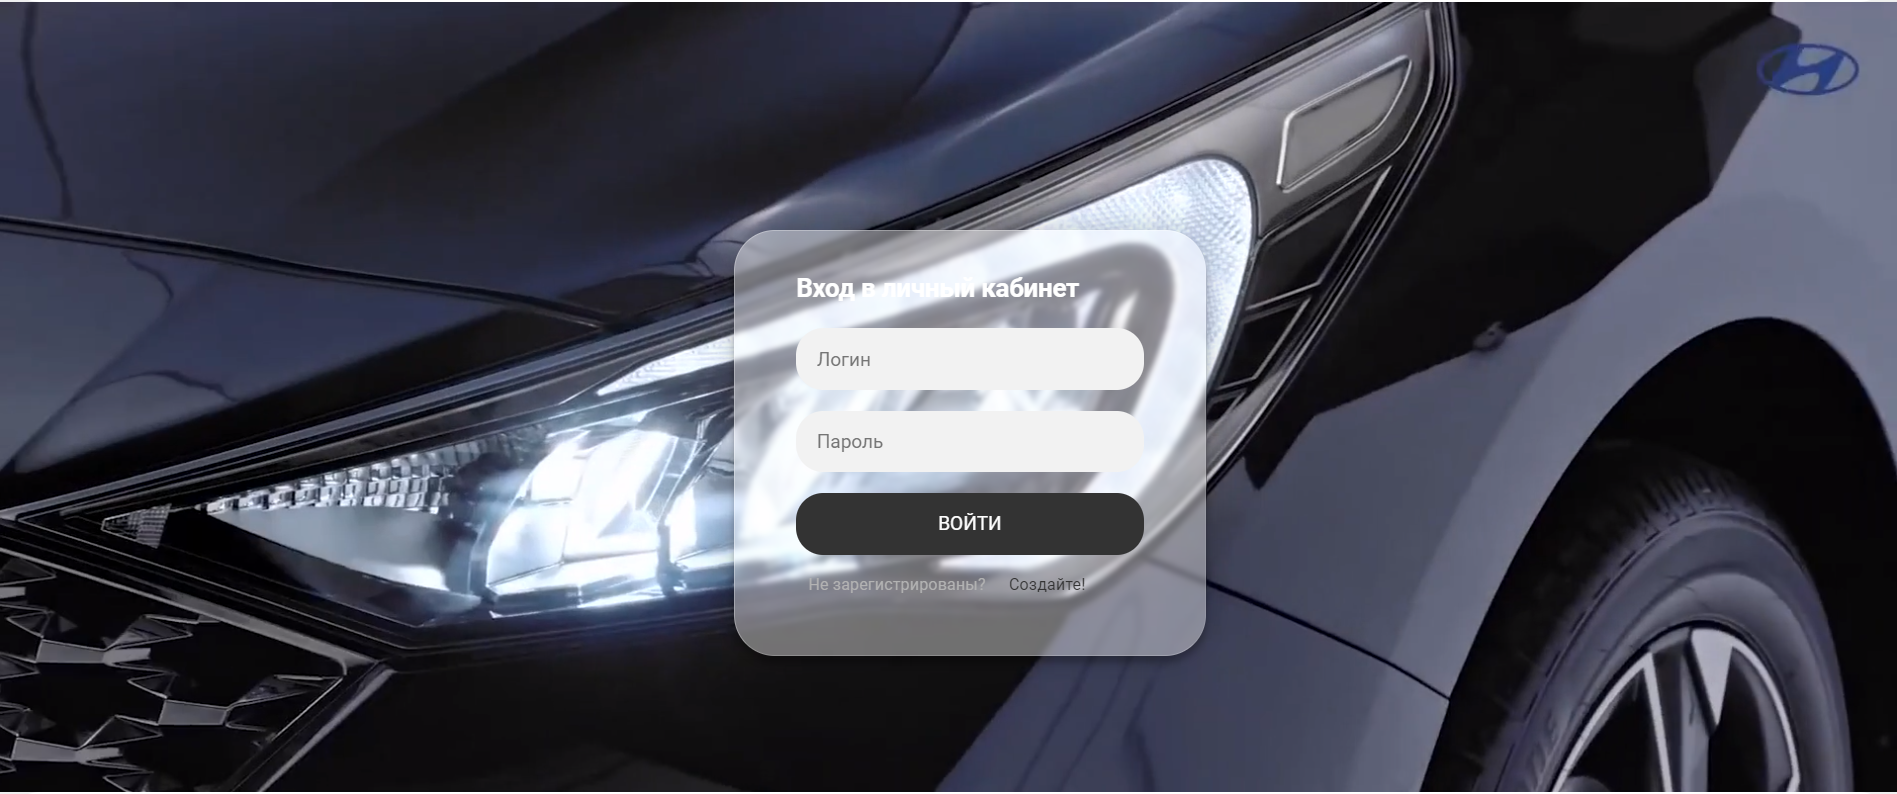 Вход в личный кабинет
Логин
Пароль
ВОЙТИ
Не зарегистрированы? Создайте!